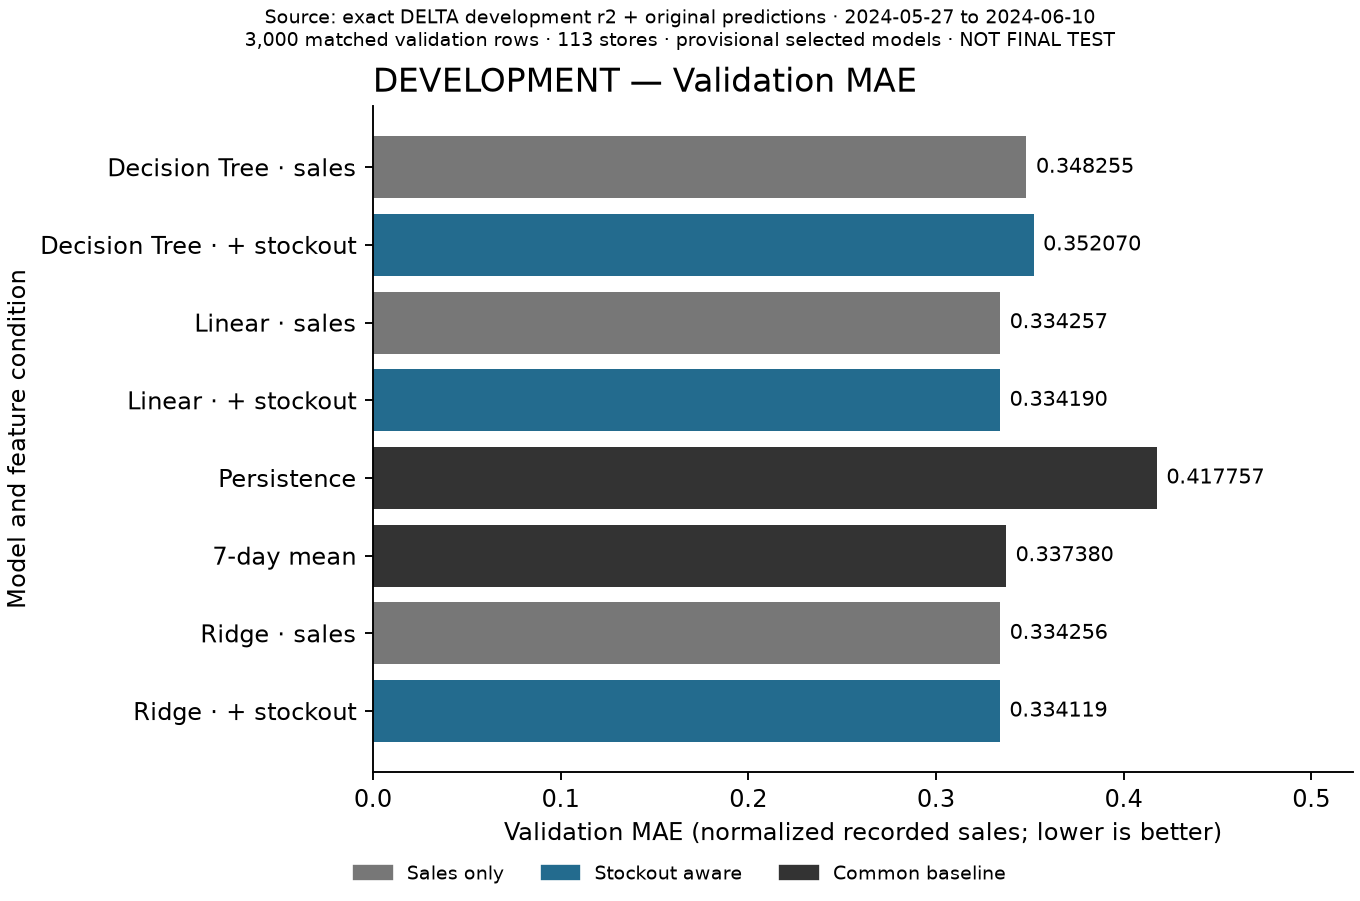 Source: exact DELTA development r2 + original predictions · 2024-05-27 to 2024-06-10
3,000 matched validation rows · 113 stores · provisional selected models · NOT FINAL TEST
DEVELOPMENT — Validation MAE
Model and feature condition
Decision Tree · sales 0.348255
Decision Tree · + stockout 0.352070
Linear · sales 0.334257
Linear · + stockout 0.334190
Persistence 0.417757
7-day mean 0.337380
Ridge · sales 0.334256
Ridge · + stockout 0.334119
0.0 0.1 0.2 0.3 0.4 0.5
Validation MAE (normalized recorded sales; lower is better)
Sales only Stockout aware Common baseline